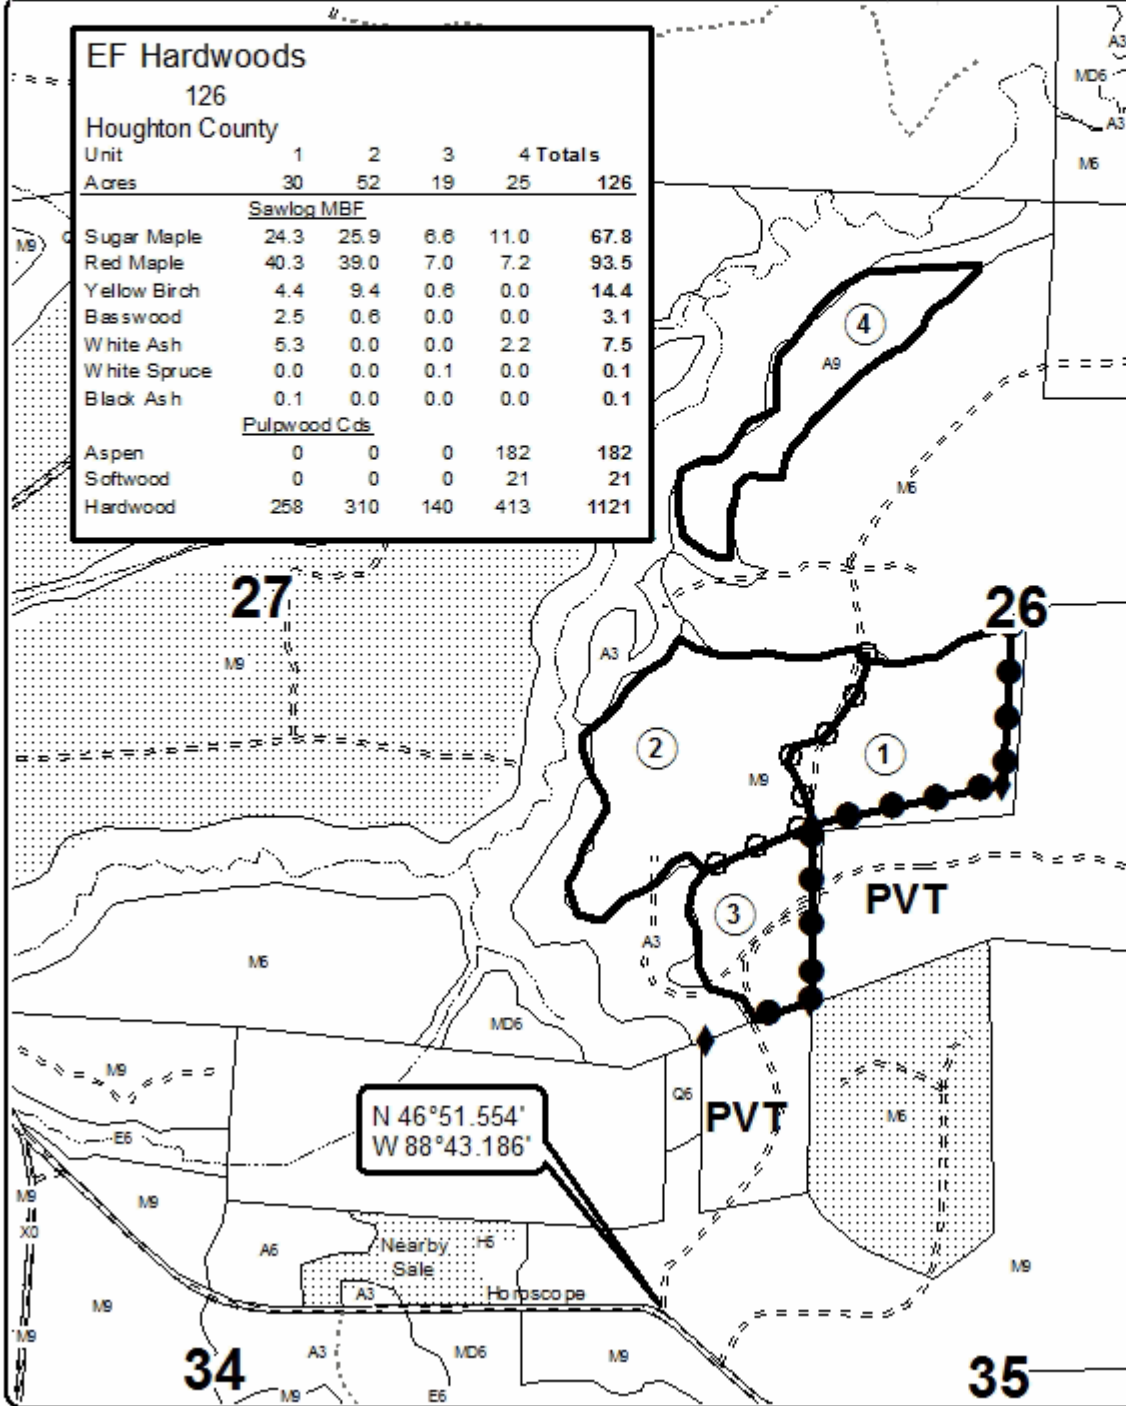 EF Hardwoods
126
Houghton County
Unit 1 2 3 4 Totals
Acres 30 52 19 25 126
Sawlog MBF
Sugar Maple 24.3 25.9 6.6 11.0 67.8
Red Maple 40.3 39.0 7.0 7.2 93.5
Yellow Birch 4.4 9.4 0.6 0.0 14.4
Basswood 2.5 0.6 0.0 0.0 3.1
White Ash 5.3 0.0 0.0 2.2 7.5
White Spruce 0.0 0.0 0.1 0.0 0.1
Black Ash 0.1 0.0 0.0 0.0 0.1
Pulpwood Cds
Aspen 0 0 0 182 182
Softwood 0 0 0 21 21
Hardwood 258 310 140 413 1121
A3
MD6
A3
M6
M9
4
A9
M6
27
26
A3
M9
2
1
M9
PVT
3
A3
M6
MD6
M9
Q6
PVT
M6
N 46°51.554'
W 88°43.186'
E6
M9
M9
X0
A6
Nearby
Sale
H5
M9
A3
Horoscope
M9
M9
34
A3
MD6
M9
35
M9
E6